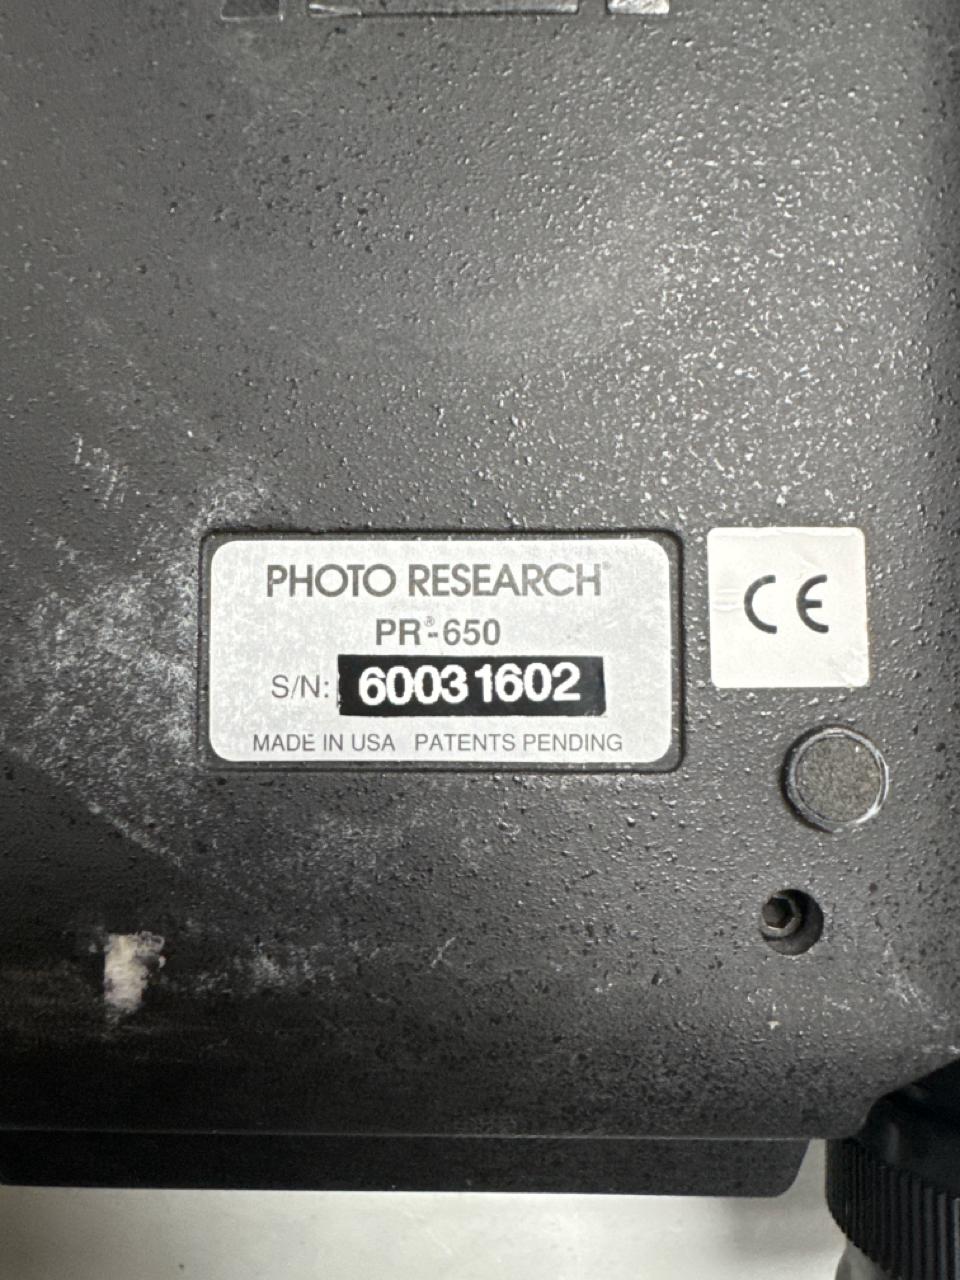 PHOTO RESEARCH®
PR®-650
S/N: 60031602
MADE IN USA PATENTS PENDING
CE